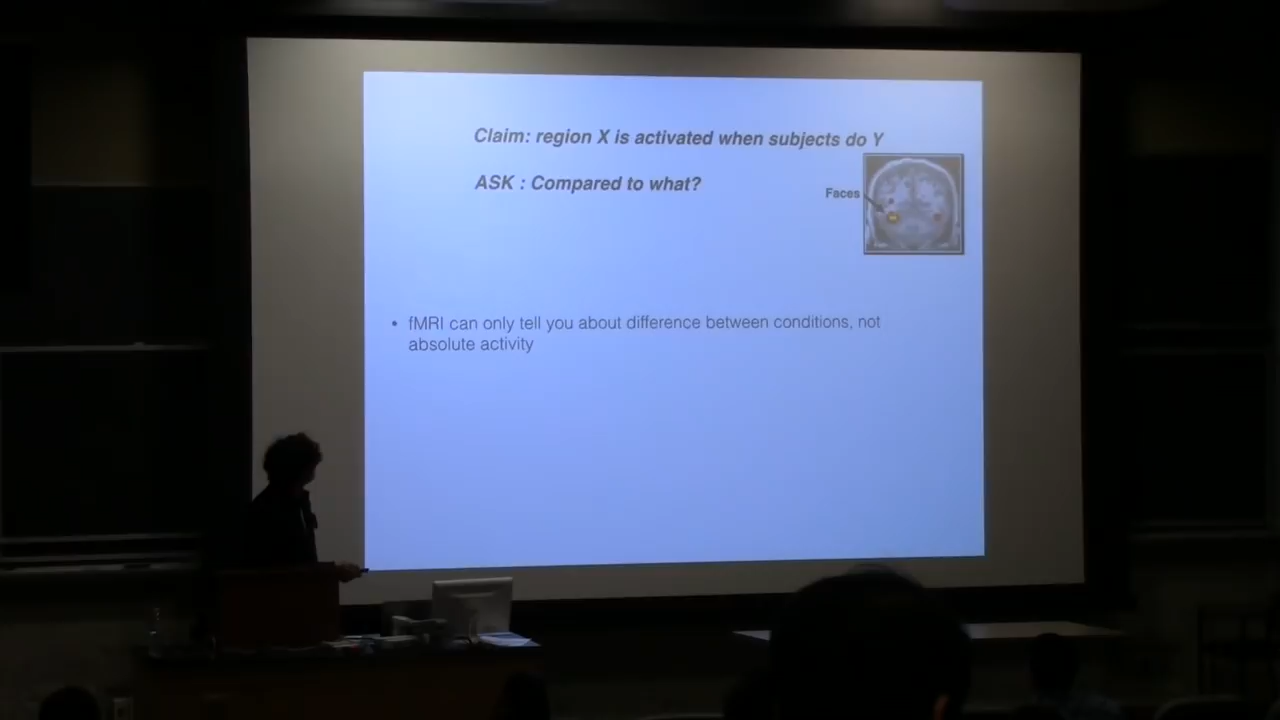 Claim: region X is activated when subjects do Y
ASK : Compared to what?
Faces
• fMRI can only tell you about difference between conditions, not
absolute activity